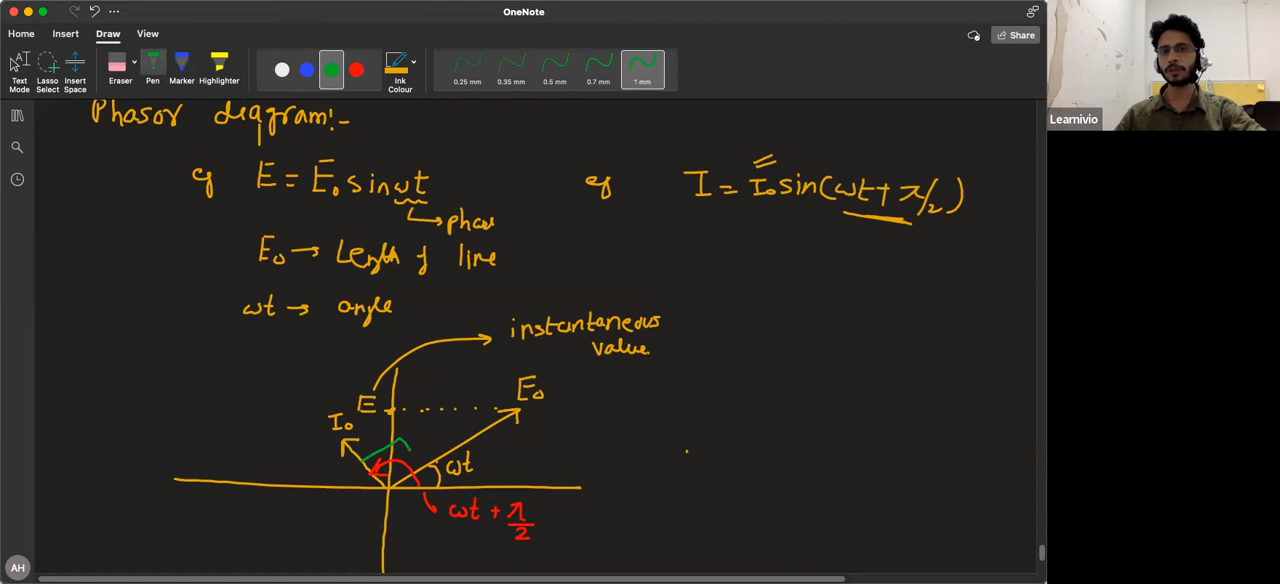 OneNote
Home Insert Draw View
Share
Text Mode
Lasso Select
Insert Space
Eraser
Pen
Marker
Highlighter
Ink Colour
0.25 mm 0.35 mm 0.5 mm 0.7 mm 1 mm
Learnivio
Phasor diagram:-
eg E = E₀ sinωt
phase
eg I = I₀ sin(ωt + π/2)
E₀ → Length of line
ωt → angle
instantaneous
value.
E₀
E
I₀
ωt
ωt + π/2
AH